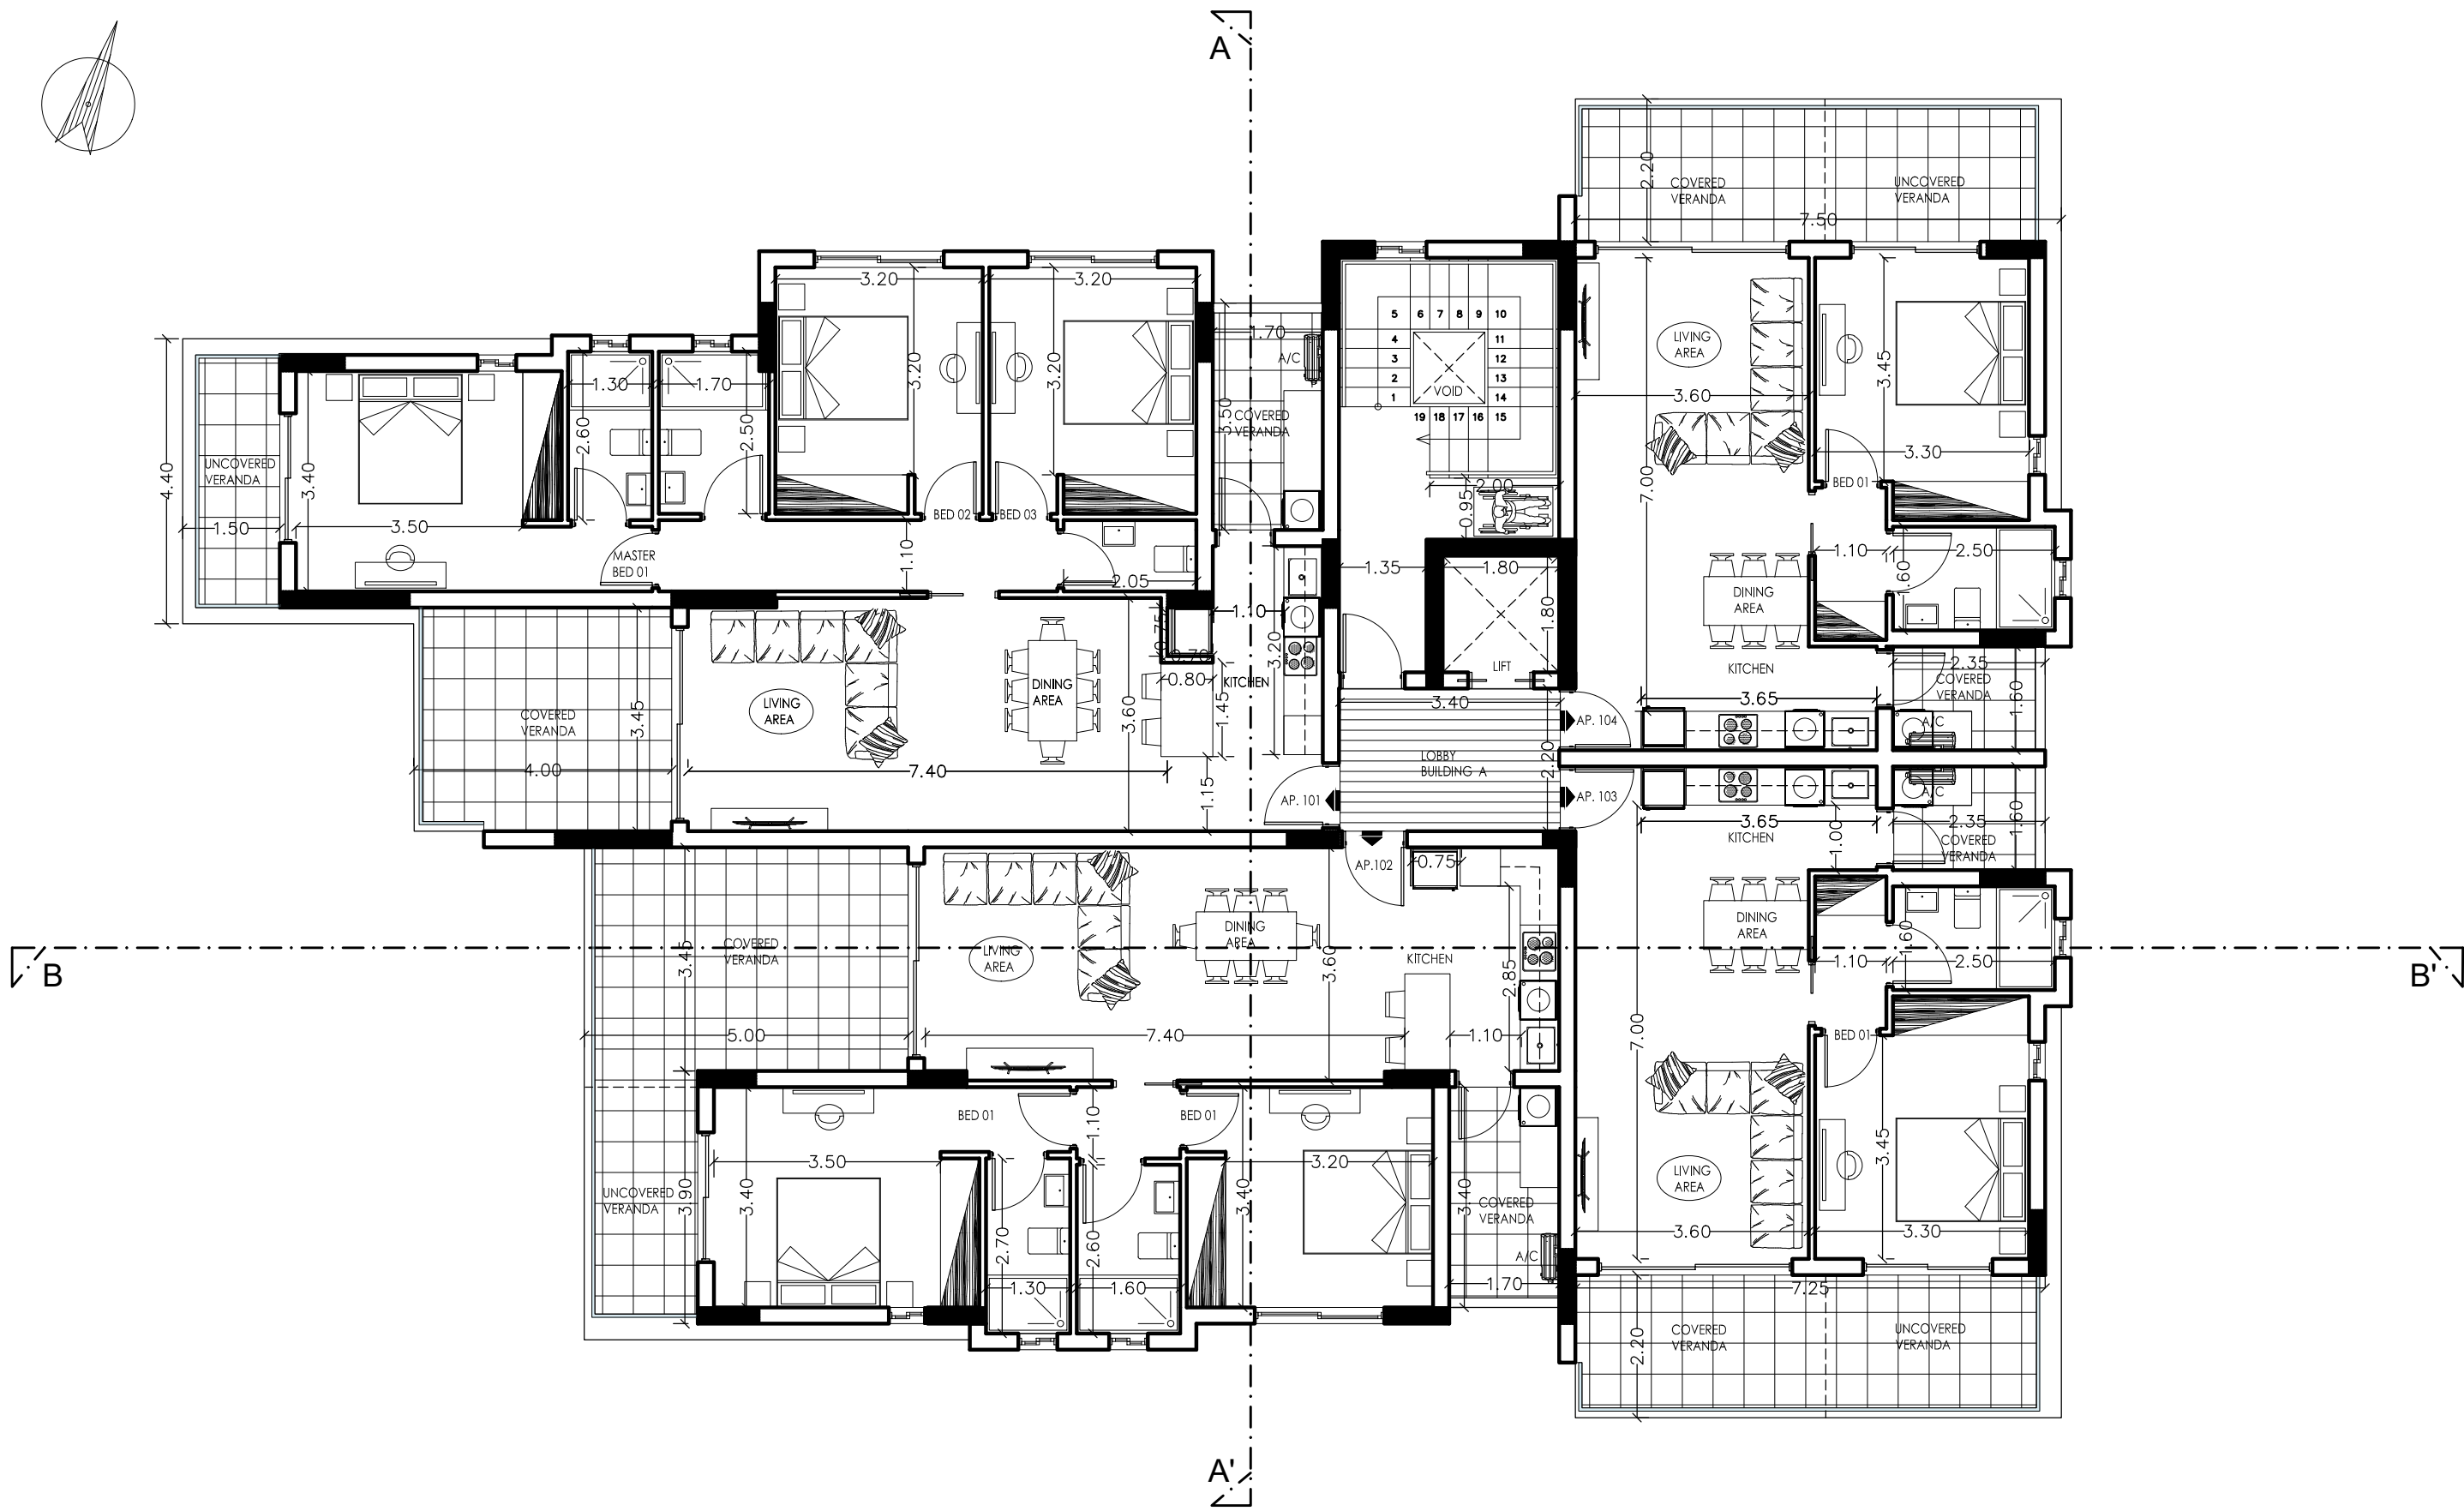 A
2.20
COVERED
VERANDA
UNCOVERED
VERANDA
7.50
3.20
3.20
1.70
A/C
3.50
COVERED
VERANDA
5 6 7 8 9 10
4 11
3 12
2 13
1 14
19 18 17 16 15
VOID
LIVING
AREA
3.60
3.45
3.30
7.00
BED 01
4.40
1.30
1.70
3.20
3.20
2.60
2.50
UNCOVERED
VERANDA
3.40
1.50
3.50
BED 02
BED 03
MASTER
BED 01
1.10
2.05
0.95
2.00
1.35
1.80
1.80
LIFT
1.10
2.50
1.60
DINING
AREA
KITCHEN
3.65
2.35
COVERED
VERANDA
1.60
A/C
0.75
0.70
1.10
3.20
0.80
KITCHEN
1.45
DINING
AREA
LIVING
AREA
3.60
COVERED
VERANDA
3.45
4.00
7.40
1.15
3.40
AP. 104
LOBBY
BUILDING A
2.20
AP. 101
AP. 103
AP.102
A/C
3.65
KITCHEN
1.00
2.35
COVERED
VERANDA
1.60
0.75
DINING
AREA
LIVING
AREA
3.60
KITCHEN
2.85
COVERED
VERANDA
3.45
5.00
7.40
1.10
B
B'
DINING
AREA
1.60
1.10
2.50
BED 01
7.00
3.45
LIVING
AREA
3.60
3.30
7.25
2.20
COVERED
VERANDA
UNCOVERED
VERANDA
BED 01
1.10
BED 01
3.50
3.20
UNCOVERED
VERANDA
3.90
3.40
2.70
2.60
3.40
3.40
COVERED
VERANDA
A/C
1.30
1.60
1.70
A'